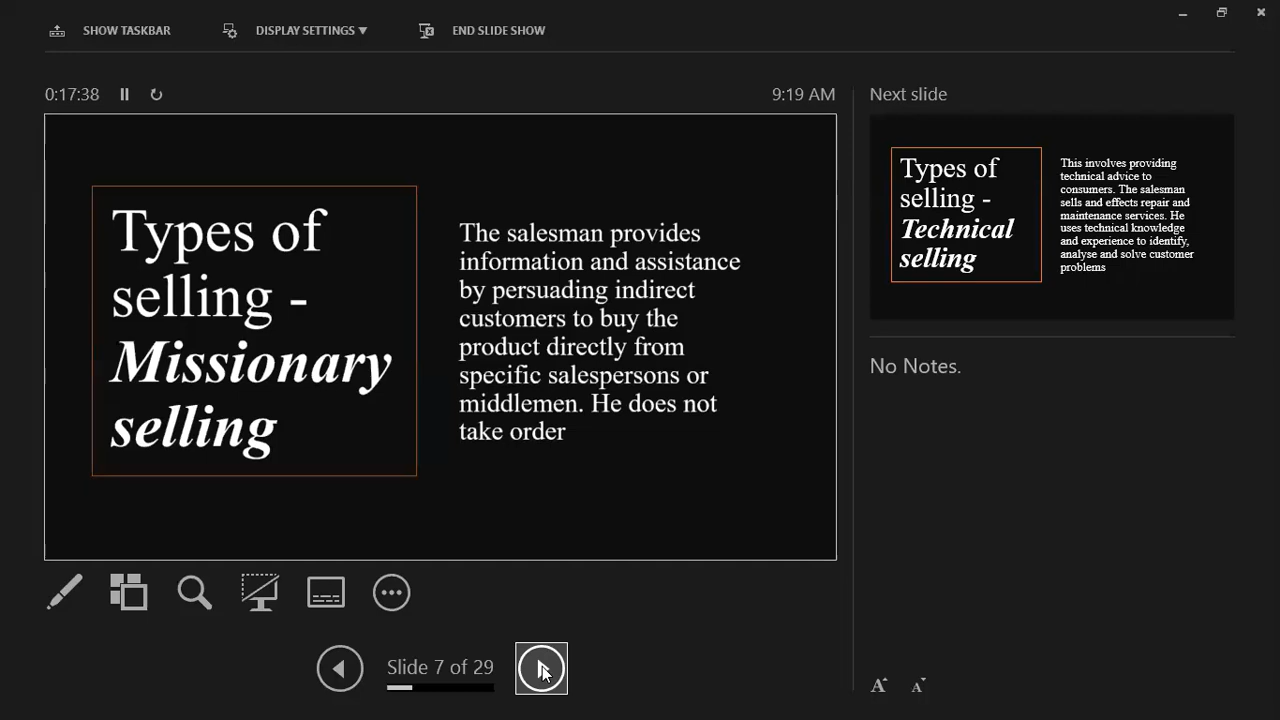 SHOW TASKBAR
DISPLAY SETTINGS
END SLIDE SHOW
0:17:38
9:19 AM
Types of
selling -
Missionary
selling
The salesman provides
information and assistance
by persuading indirect
customers to buy the
product directly from
specific salespersons or
middlemen. He does not
take order
Next slide
Types of
selling -
Technical
selling
This involves providing
technical advice to
consumers. The salesman
sells and effects repair and
maintenance services. He
uses technical knowledge
and experience to identify,
analyse and solve customer
problems
No Notes.
Slide 7 of 29
A A